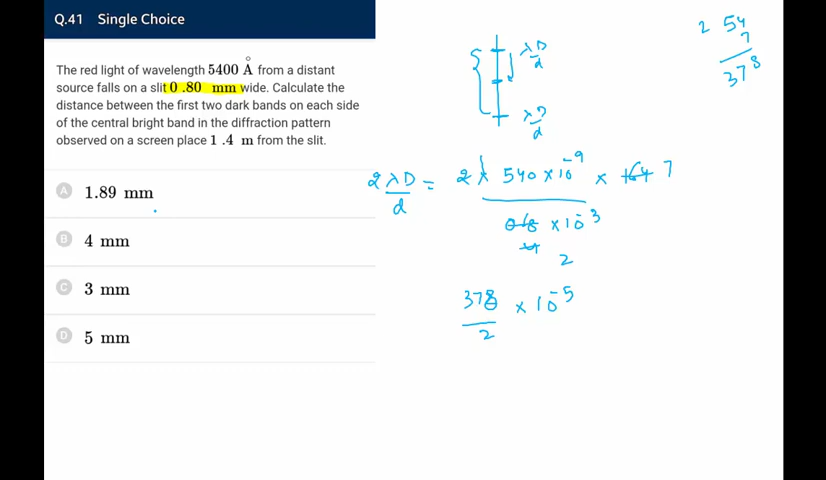 Q.41 Single Choice
The red light of wavelength 5400 Å from a distant
source falls on a slit 0 .80 mm wide. Calculate the
distance between the first two dark bands on each side
of the central bright band in the diffraction pattern
observed on a screen place 1 .4 m from the slit.
A 1.89 mm
B 4 mm
C 3 mm
D 5 mm
λD/d
λD/d
2 54
7
378
2λD/d = 2 × 540 × 10⁻⁹ × 7
× 10⁻³
2
378/2 × 10⁻⁵